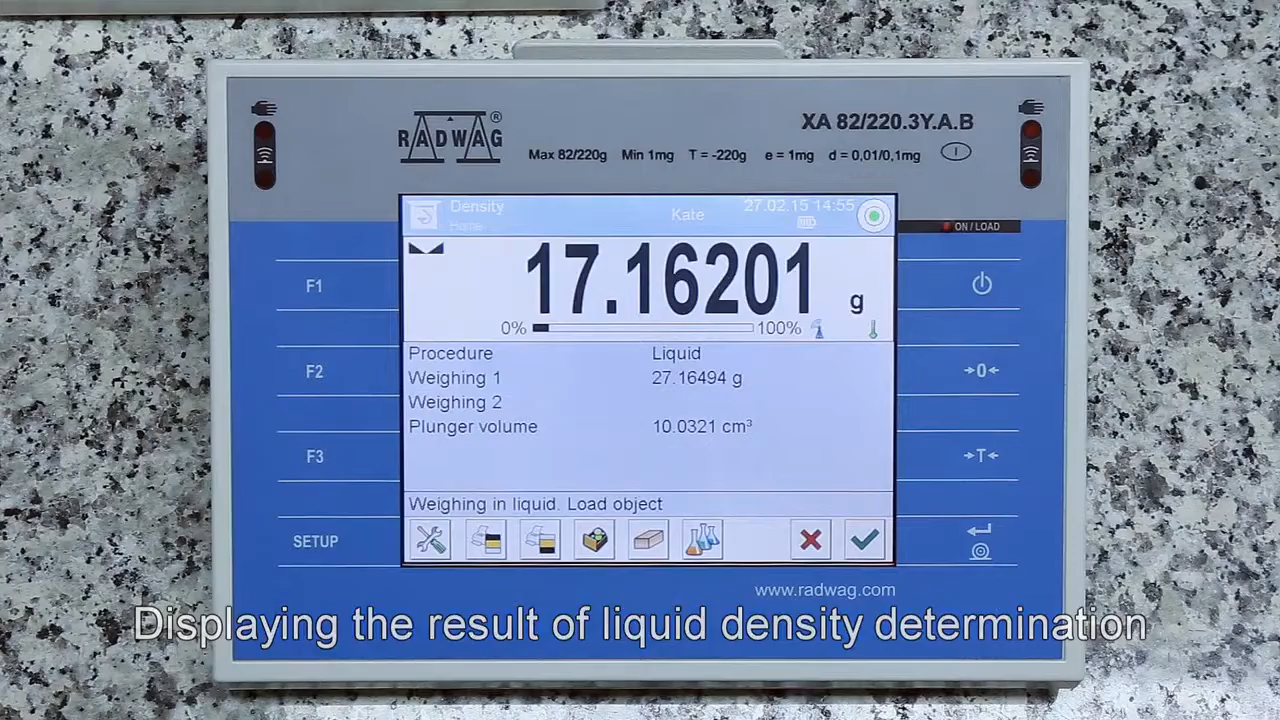 RADWAG®
XA 82/220.3Y.A.B
Max 82/220g Min 1mg T = -220g e = 1mg d = 0,01/0,1mg I
Density
Home
Kate
27.02.15 14:55
ON / LOAD
17.16201 g
0% 100%
F1
F2
F3
SETUP
→0←
→T←
Procedure Liquid
Weighing 1 27.16494 g
Weighing 2
Plunger volume 10.0321 cm³
Weighing in liquid. Load object
www.radwag.com
Displaying the result of liquid density determination